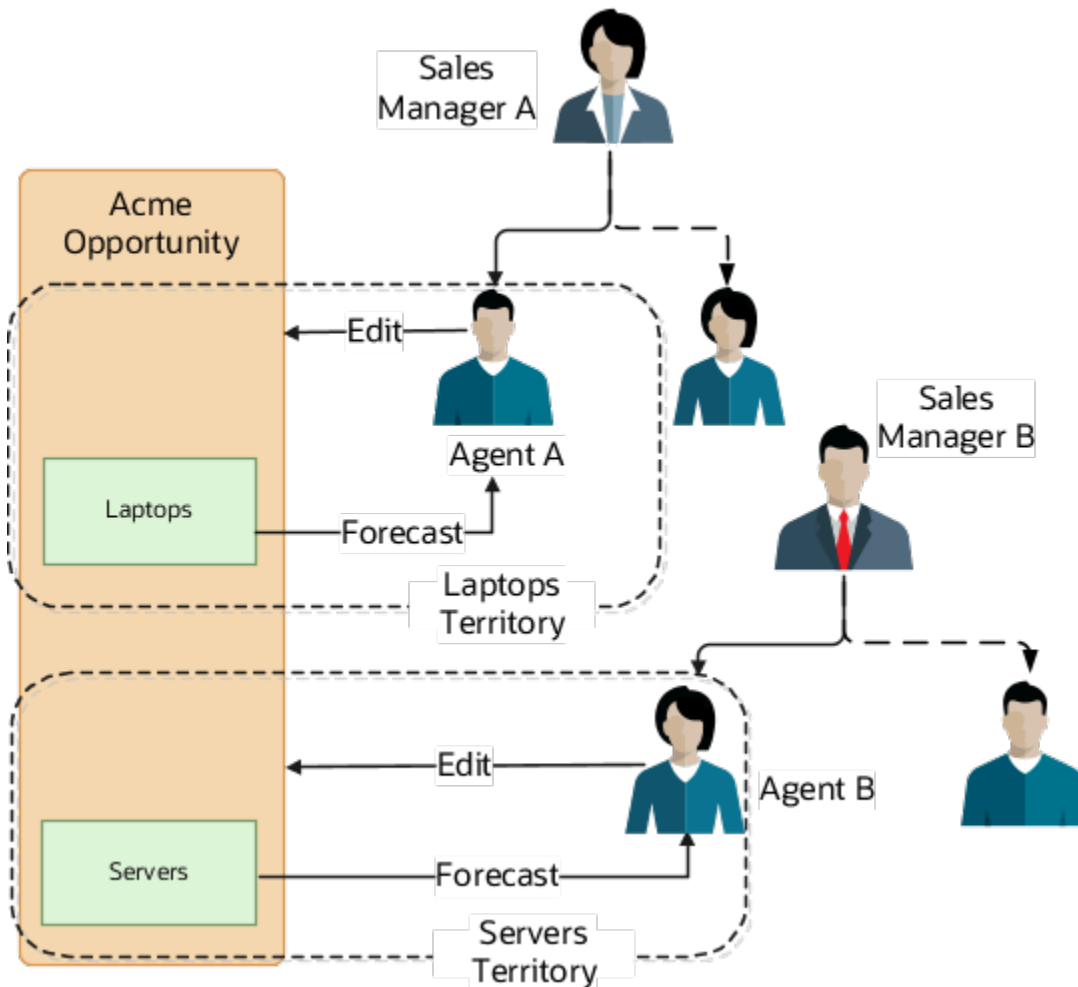 Sales
Manager A
Acme
Opportunity
Edit
Agent A
Laptops
Forecast
Laptops
Territory
Sales
Manager B
Edit
Agent B
Servers
Forecast
Servers
Territory